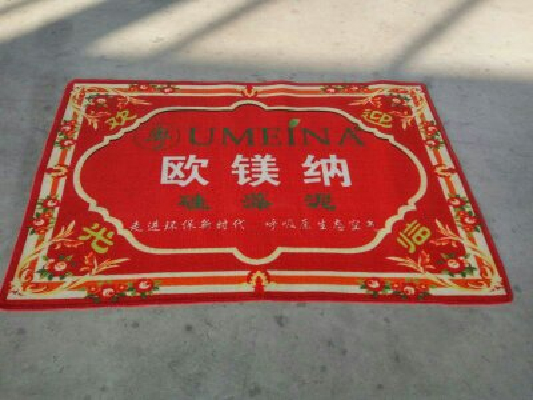 欢 迎
UMEINA
欧镁纳
硅藻泥
走进环保新时代 呼吸原生态空气
光 临